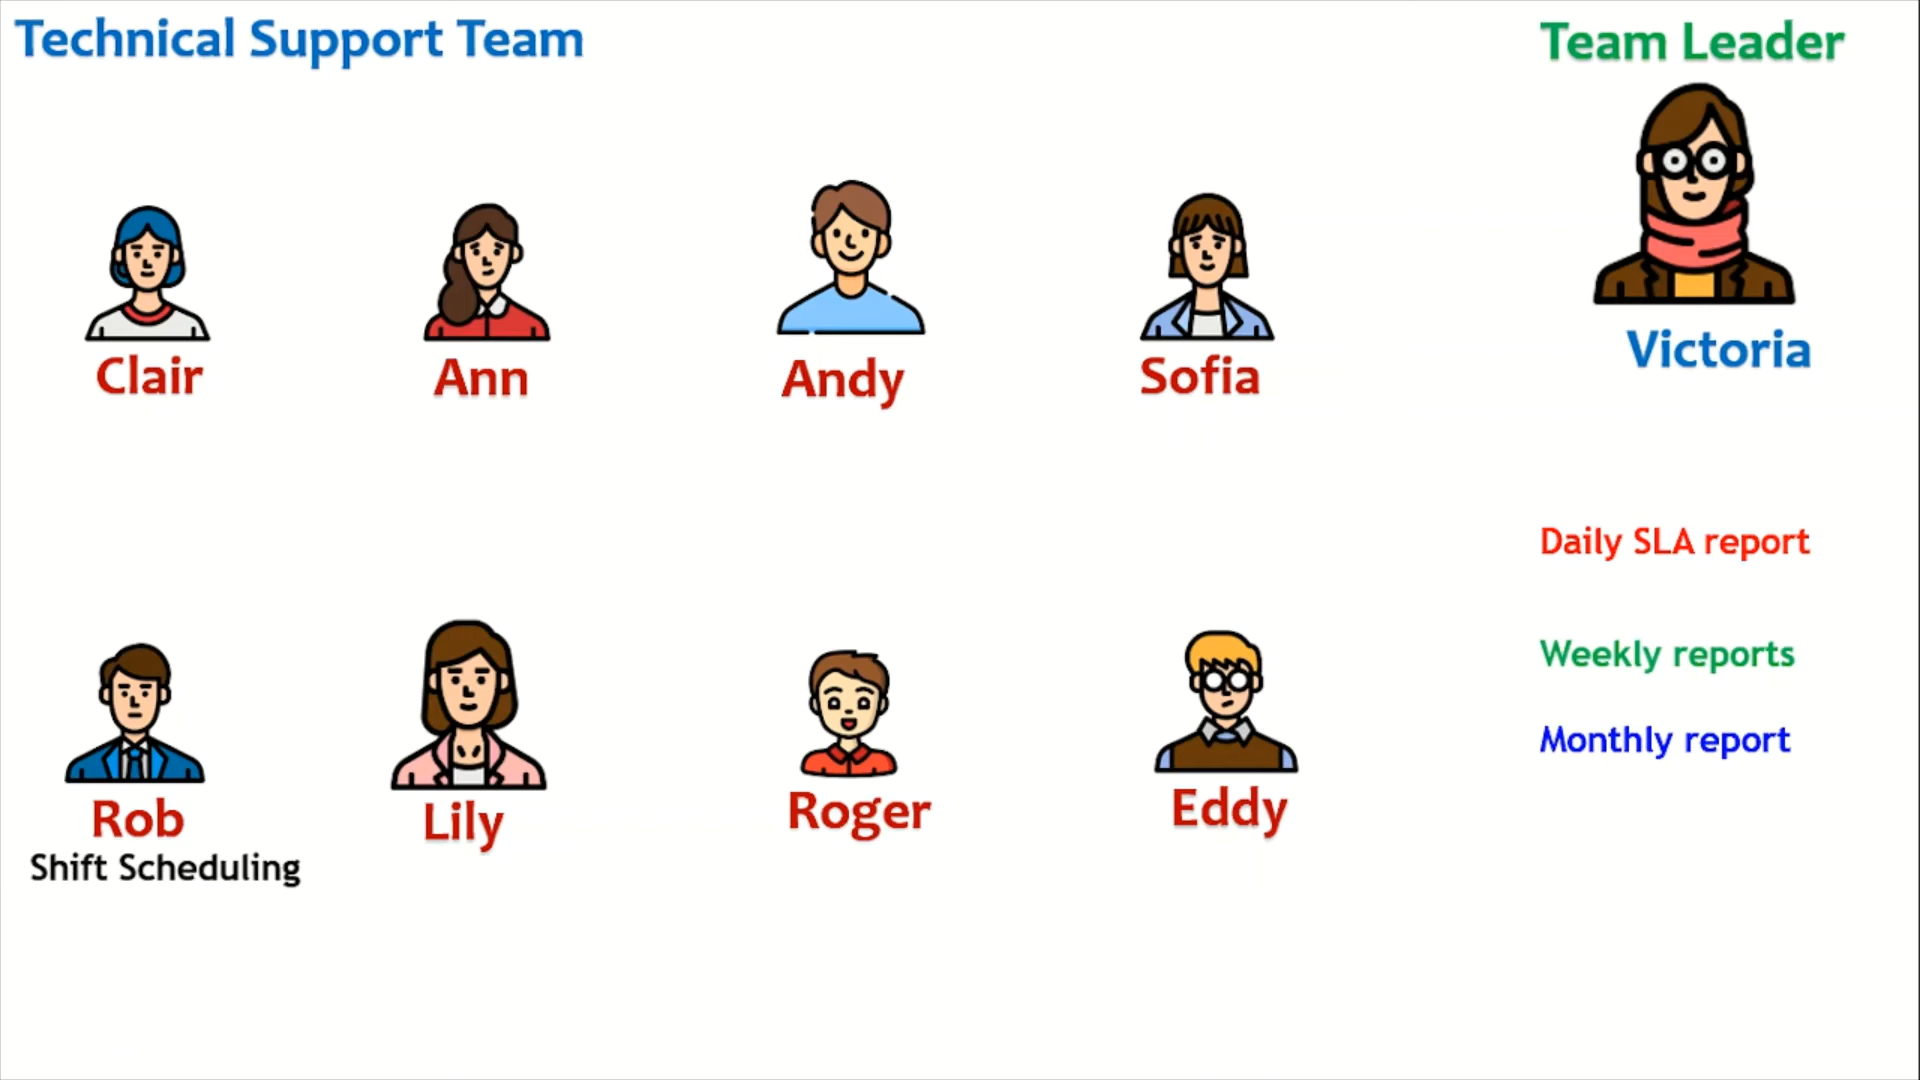 Technical Support Team
Team Leader
Clair
Ann
Andy
Sofia
Victoria
Daily SLA report
Weekly reports
Monthly report
Rob
Shift Scheduling
Lily
Roger
Eddy